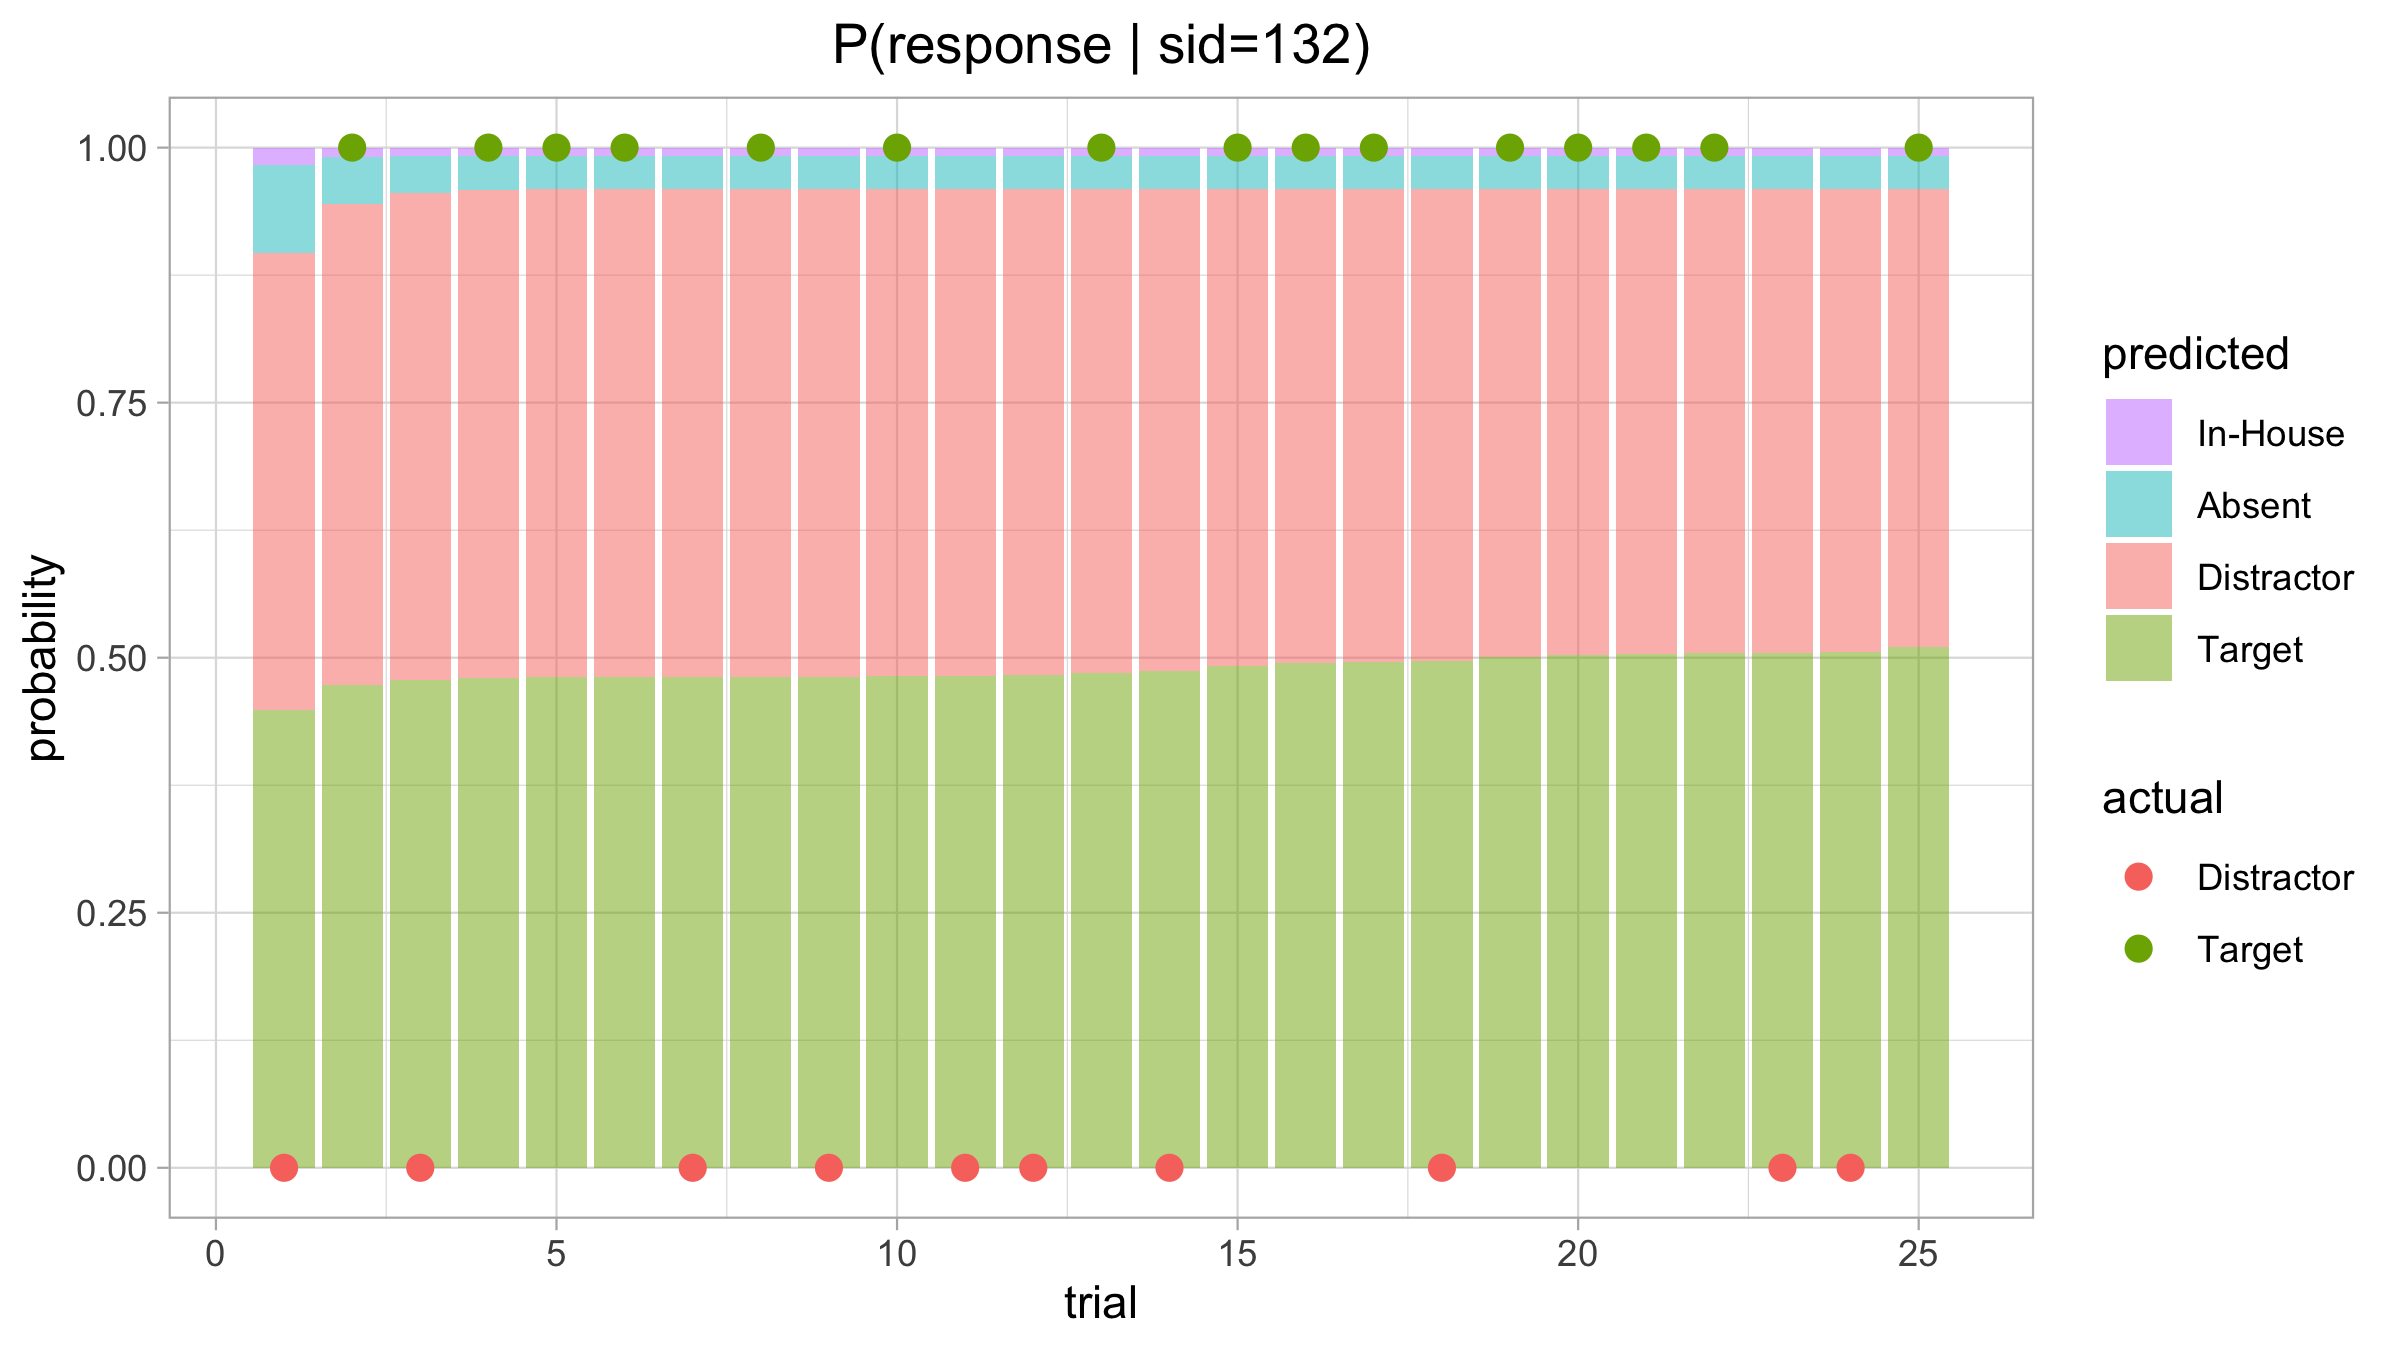 P(response | sid=132)
probability
1.00
0.75
0.50
0.25
0.00
0 5 10 15 20 25
trial
predicted
In-House
Absent
Distractor
Target
actual
Distractor
Target